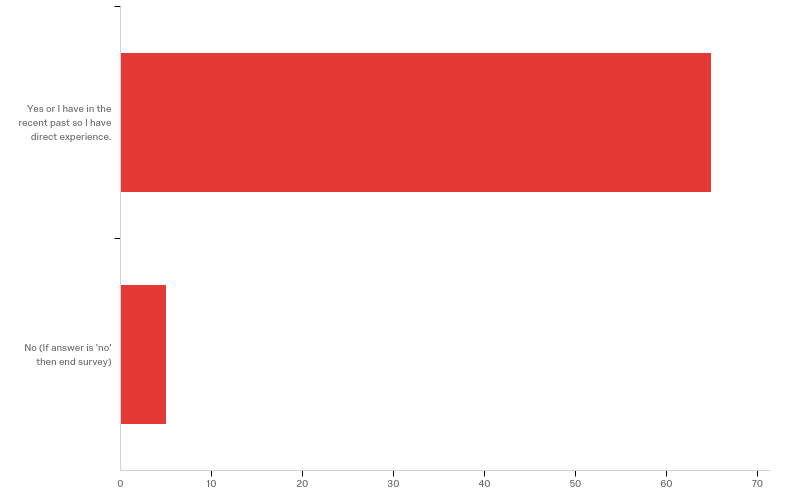 Yes or I have in the
recent past so I have
direct experience.
No (If answer is 'no'
then end survey)
0 10 20 30 40 50 60 70